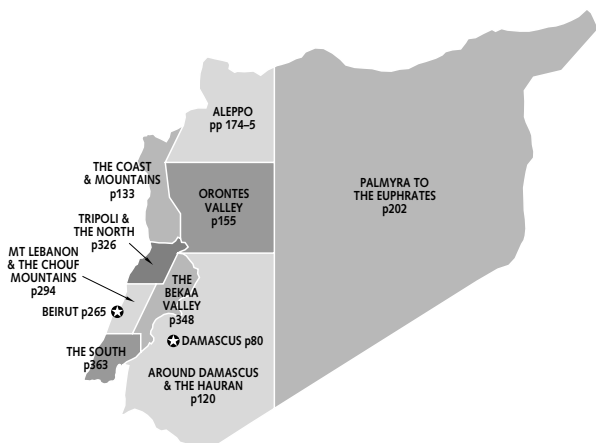 ALEPPO
pp 174–5
THE COAST
& MOUNTAINS
p133
ORONTES
VALLEY
p155
PALMYRA TO
THE EUPHRATES
p202
TRIPOLI &
THE NORTH
p326
MT LEBANON
& THE CHOUF
MOUNTAINS
p294
THE
BEKAA
VALLEY
p348
BEIRUT p265
DAMASCUS p80
THE SOUTH
p363
AROUND DAMASCUS
& THE HAURAN
p120